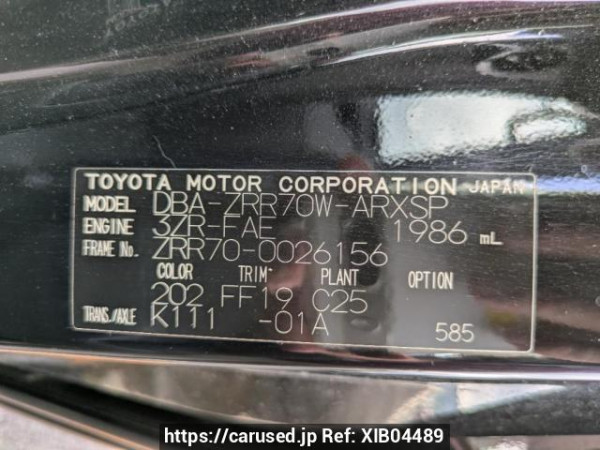 TOYOTA MOTOR CORPORATION JAPAN
MODEL DBA-ZRR70W-ARXSP
ENGINE 3ZR-FAE 1986 mL
FRAME No. ZRR70-0026156
COLOR TRIM PLANT OPTION
202 FF19 C25
TRANS./AXLE K111 -01A 585
https://carused.jp Ref: XIB04489